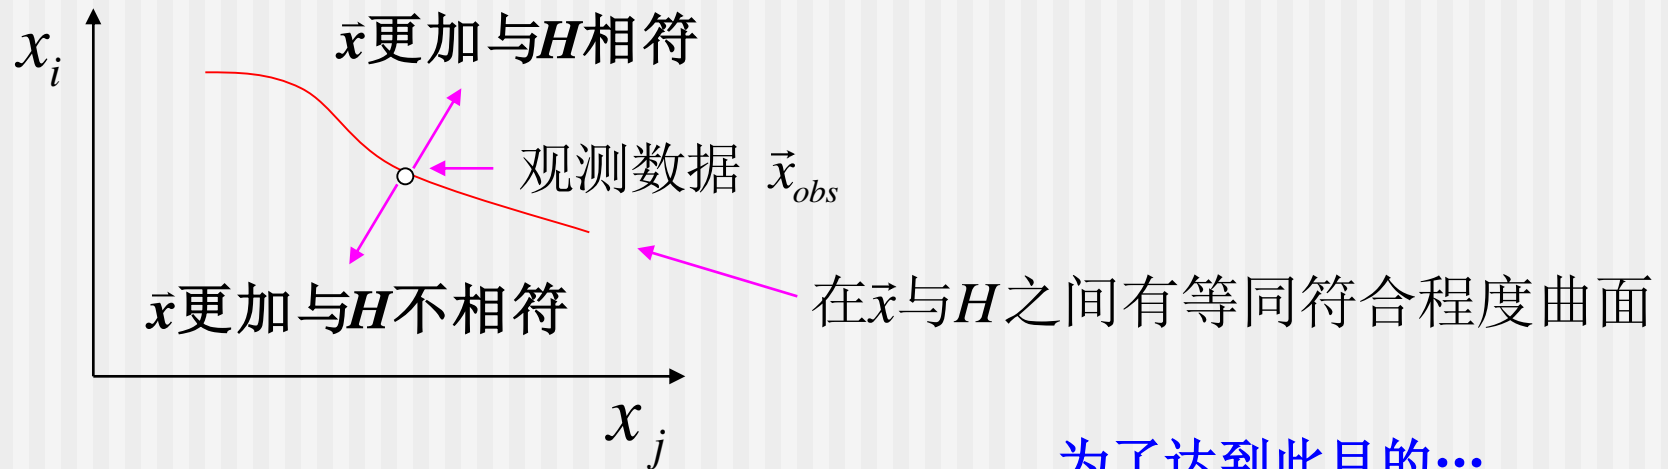 x⃗更加与H相符
x_i
观测数据 x⃗_obs
x⃗更加与H不相符
在x⃗与H之间有等同符合程度曲面
x_j
为了达到此目的…